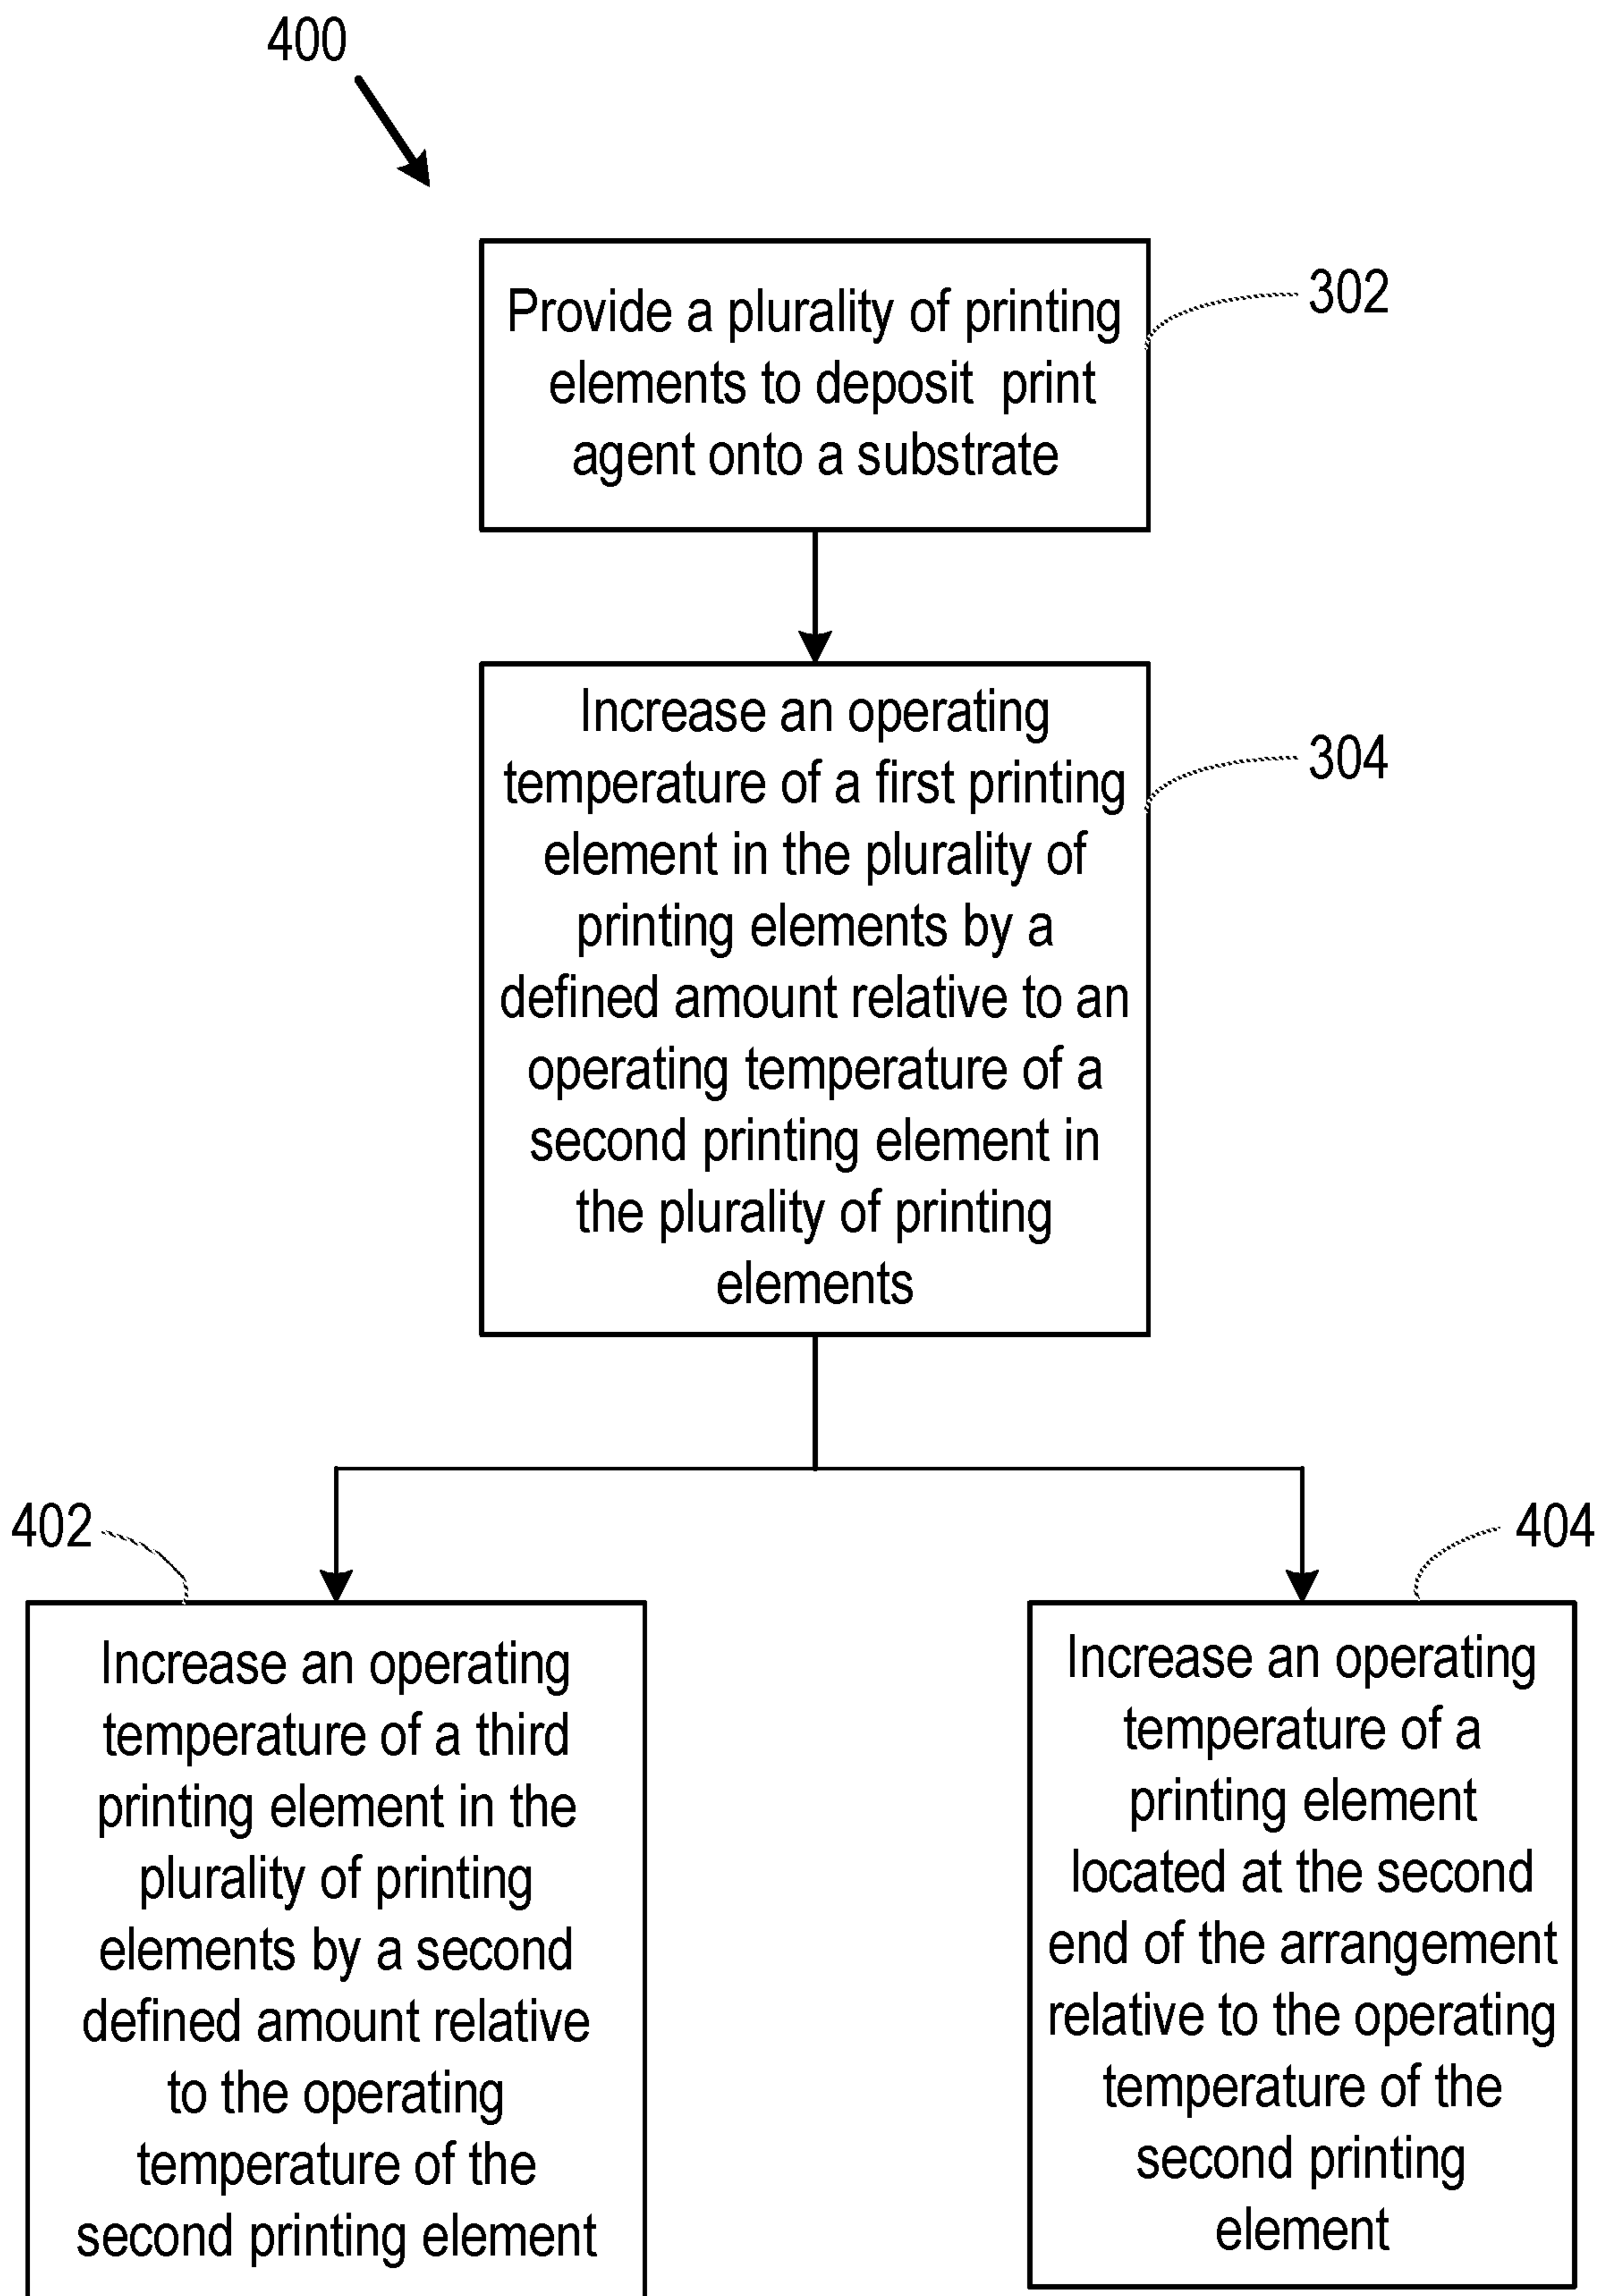 400
Provide a plurality of printing
elements to deposit print
agent onto a substrate
302
Increase an operating
temperature of a first printing
element in the plurality of
printing elements by a
defined amount relative to an
operating temperature of a
second printing element in
the plurality of printing
elements
304
402
Increase an operating
temperature of a third
printing element in the
plurality of printing
elements by a second
defined amount relative
to the operating
temperature of the
second printing element
404
Increase an operating
temperature of a
printing element
located at the second
end of the arrangement
relative to the operating
temperature of the
second printing
element